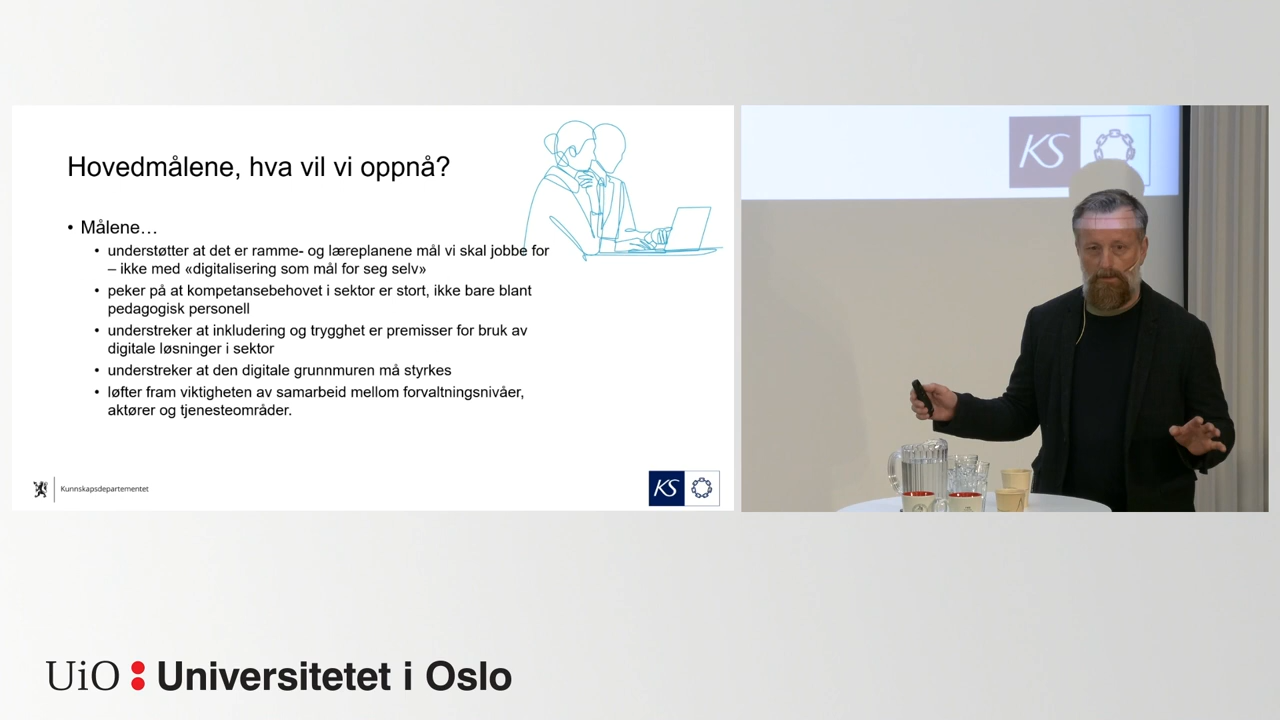 Hovedmålene, hva vil vi oppnå?
• Målene…
• understøtter at det er ramme- og læreplanene mål vi skal jobbe for
– ikke med «digitalisering som mål for seg selv»
• peker på at kompetansebehovet i sektor er stort, ikke bare blant
pedagogisk personell
• understreker at inkludering og trygghet er premisser for bruk av
digitale løsninger i sektor
• understreker at den digitale grunnmuren må styrkes
• løfter fram viktigheten av samarbeid mellom forvaltningsnivåer,
aktører og tjenesteområder.
Kunnskapsdepartementet
KS
KS
UiO : Universitetet i Oslo